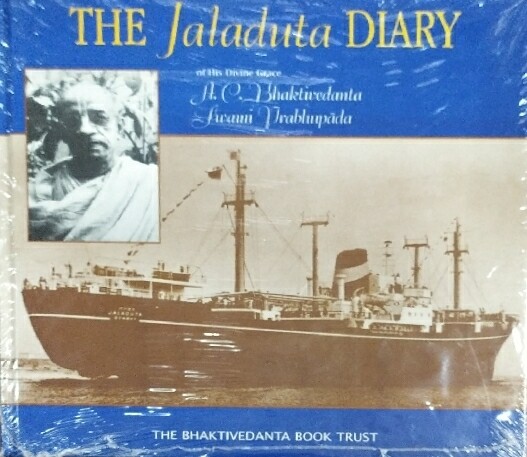 THE Jaladuta DIARY
of His Divine Grace
A. C. Bhaktivedanta
Swami Prabhupāda
JALADUTA
THE BHAKTIVEDANTA BOOK TRUST